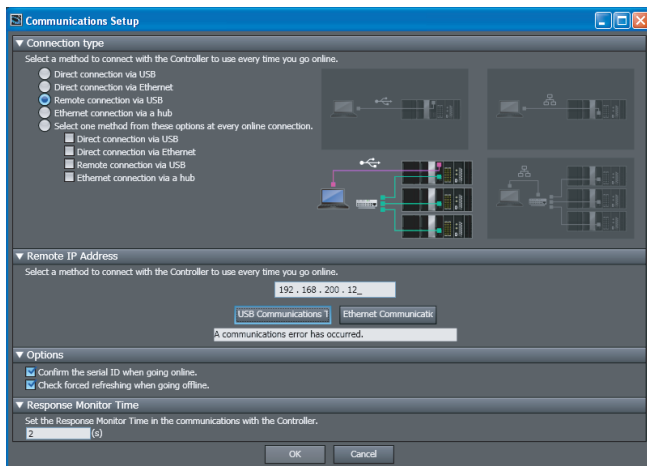 Communications Setup
▼ Connection type
Select a method to connect with the Controller to use every time you go online.
Direct connection via USB
Direct connection via Ethernet
Remote connection via USB
Ethernet connection via a hub
Select one method from these options at every online connection.
Direct connection via USB
Direct connection via Ethernet
Remote connection via USB
Ethernet connection via a hub
▼ Remote IP Address
Select a method to connect with the Controller to use every time you go online.
192 . 168 . 200 . 12_
USB Communications T Ethernet Communicatic
A communications error has occurred.
▼ Options
Confirm the serial ID when going online.
Check forced refreshing when going offline.
▼ Response Monitor Time
Set the Response Monitor Time in the communications with the Controller.
2 (s)
OK Cancel